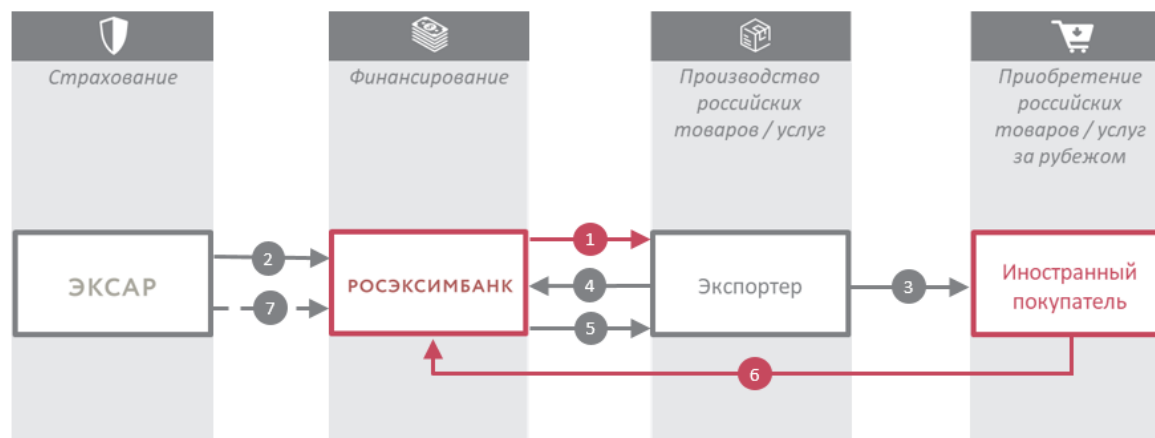 Страхование
Финансирование
Производство
российских
товаров / услуг
Приобретение
российских
товаров / услуг
за рубежом
ЭКСАР
2
7
РОСЭКСИМБАНК
1
4
5
Экспортер
3
Иностранный
покупатель
6